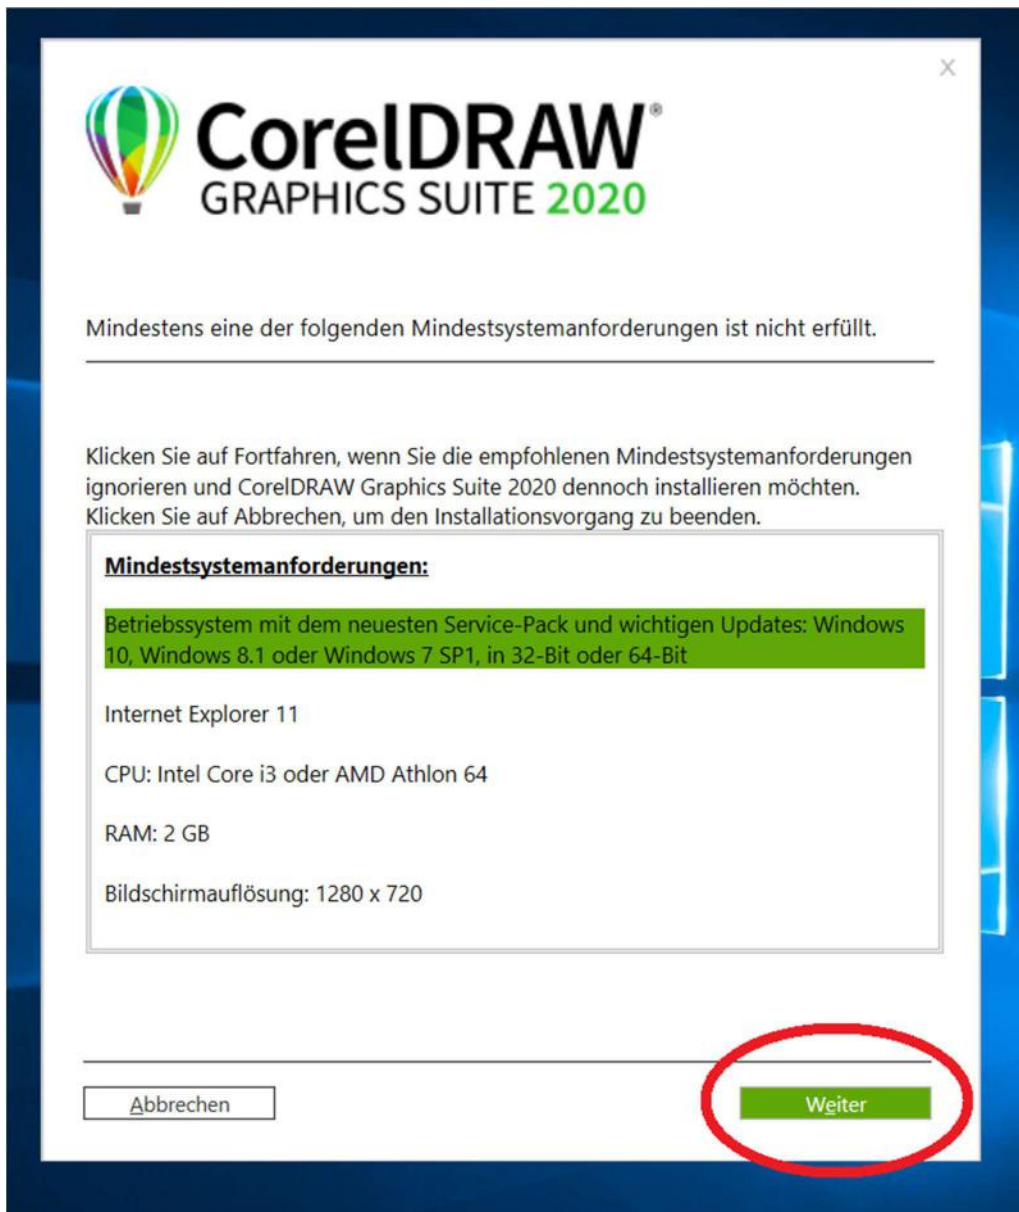 X
CorelDRAW®
GRAPHICS SUITE 2020
Mindestens eine der folgenden Mindestsystemanforderungen ist nicht erfüllt.
Klicken Sie auf Fortfahren, wenn Sie die empfohlenen Mindestsystemanforderungen
ignorieren und CorelDRAW Graphics Suite 2020 dennoch installieren möchten.
Klicken Sie auf Abbrechen, um den Installationsvorgang zu beenden.
Mindestsystemanforderungen:
Betriebssystem mit dem neuesten Service-Pack und wichtigen Updates: Windows
10, Windows 8.1 oder Windows 7 SP1, in 32-Bit oder 64-Bit
Internet Explorer 11
CPU: Intel Core i3 oder AMD Athlon 64
RAM: 2 GB
Bildschirmauflösung: 1280 x 720
Abbrechen
Weiter